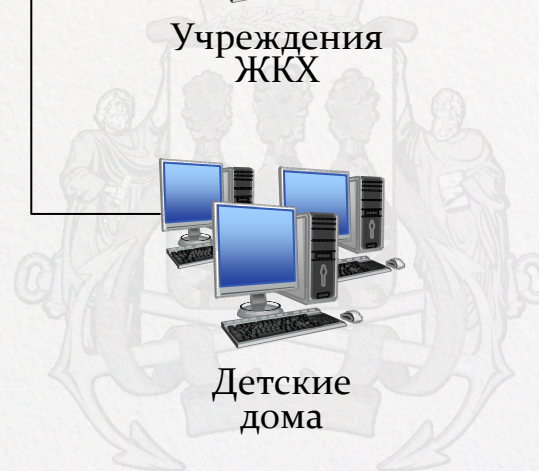 Учреждения
ЖКХ
Детские
дома